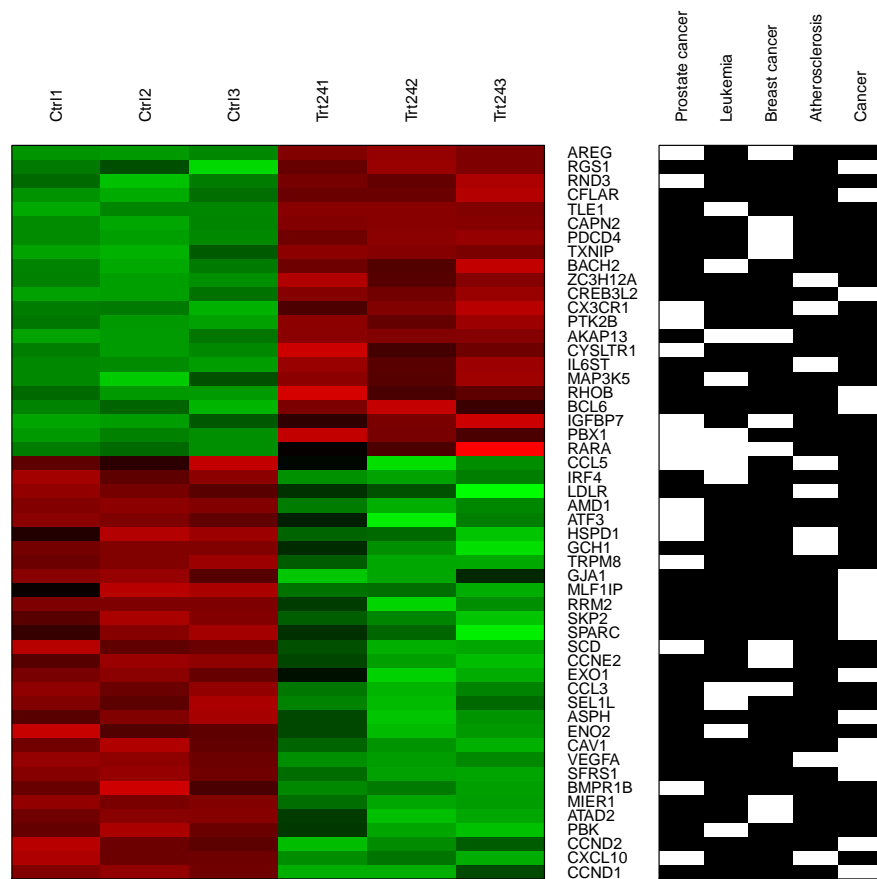 Ctrl1
Ctrl2
Ctrl3
Trt241
Trt242
Trt243
Prostate cancer
Leukemia
Breast cancer
Atherosclerosis
Cancer
AREG
RGS1
RND3
CFLAR
TLE1
CAPN2
PDCD4
TXNIP
BACH2
ZC3H12A
CREB3L2
CX3CR1
PTK2B
AKAP13
CYSLTR1
IL6ST
MAP3K5
RHOB
BCL6
IGFBP7
PBX1
RARA
CCL5
IRF4
LDLR
AMD1
ATF3
HSPD1
GCH1
TRPM8
GJA1
MLF1IP
RRM2
SKP2
SPARC
SCD
CCNE2
EXO1
CCL3
SEL1L
ASPH
ENO2
CAV1
VEGFA
SFRS1
BMPR1B
MIER1
ATAD2
PBK
CCND2
CXCL10
CCND1